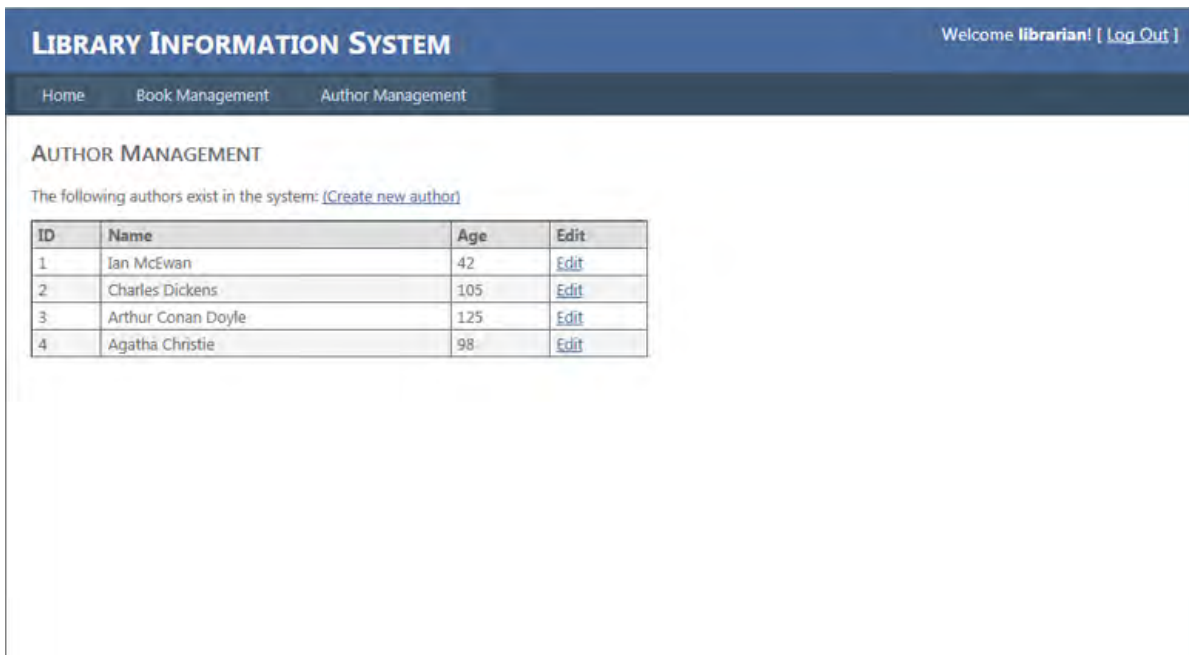 LIBRARY INFORMATION SYSTEM
Welcome librarian! [ Log Out ]
Home Book Management Author Management
AUTHOR MANAGEMENT
The following authors exist in the system: (Create new author)
ID Name Age Edit
1 Ian McEwan 42 Edit
2 Charles Dickens 105 Edit
3 Arthur Conan Doyle 125 Edit
4 Agatha Christie 98 Edit